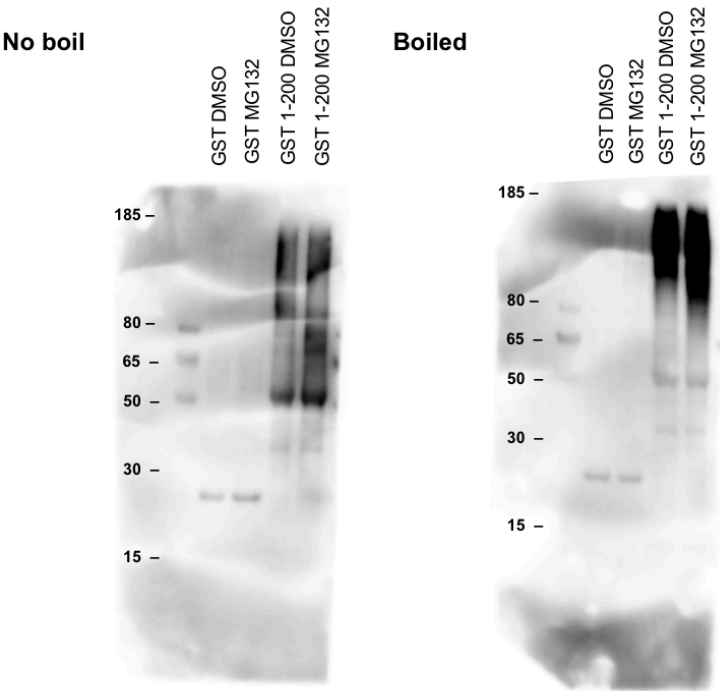 No boil
GST DMSO
GST MG132
GST 1-200 DMSO
GST 1-200 MG132
185 –
80 –
65 –
50 –
30 –
15 –
Boiled
GST DMSO
GST MG132
GST 1-200 DMSO
GST 1-200 MG132
185 –
80 –
65 –
50 –
30 –
15 –